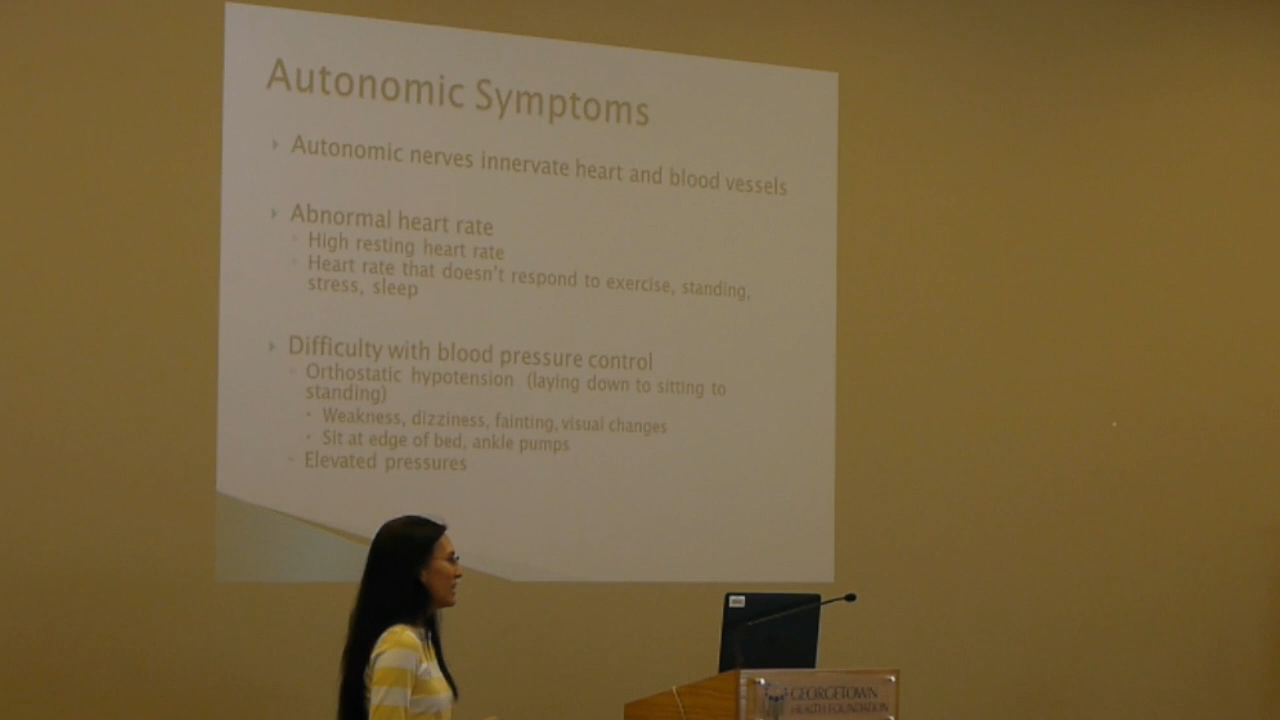 Autonomic Symptoms
Autonomic nerves innervate heart and blood vessels
Abnormal heart rate
High resting heart rate
Heart rate that doesn't respond to exercise, standing,
stress, sleep
Difficulty with blood pressure control
Orthostatic hypotension (laying down to sitting to
standing)
Weakness, dizziness, fainting, visual changes
Sit at edge of bed, ankle pumps
Elevated pressures
GEORGETOWN
HEALTH FOUNDATION